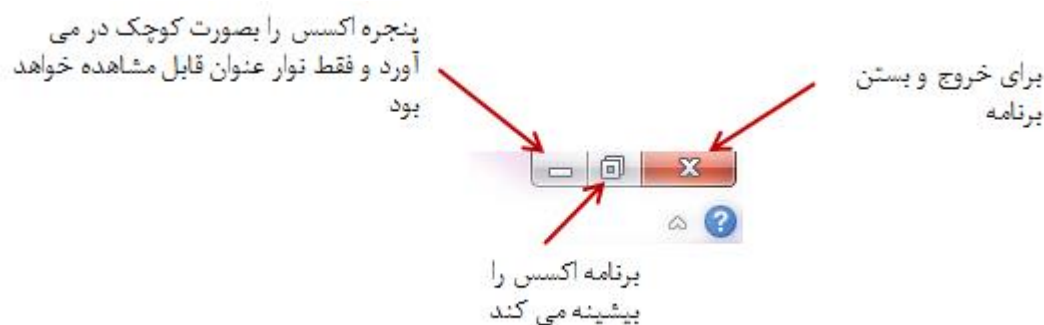 پنجره اکسس را بصورت کوچک در می
آورد و فقط نوار عنوان قابل مشاهده خواهد
بود
برای خروج و بستن
برنامه
برنامه اکسس را
بیشینه می کند